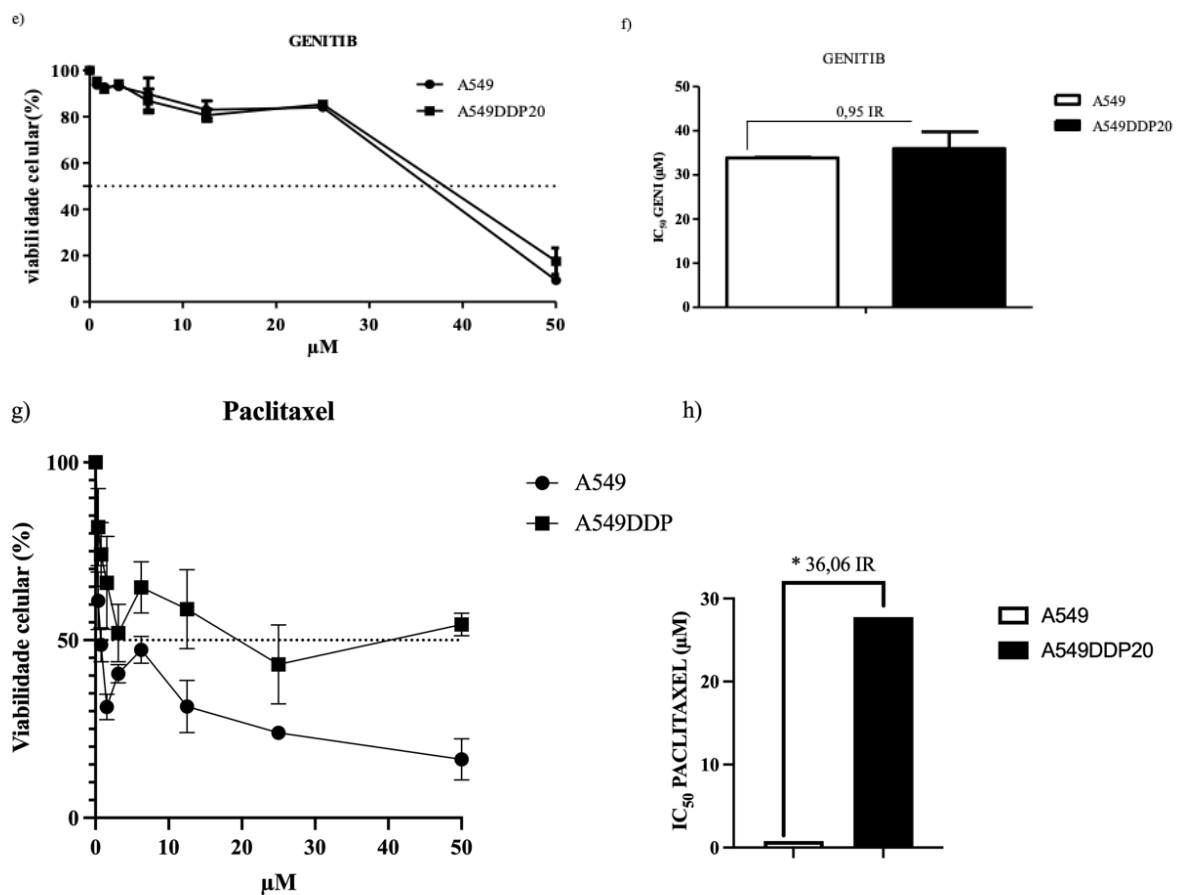 e)
GENITIB
viabilidade celular (%)
100
80
60
40
20
0
0 10 20 30 40 50
µM
A549
A549DDP20
f)
GENITIB
0,95 IR
IC50 GENI (µM)
50
40
30
20
10
0
A549
A549DDP20
g)
Paclitaxel
Viabilidade celular (%)
100
50
0
0 10 20 30 40 50
µM
A549
A549DDP
h)
* 36,06 IR
IC50 PACLITAXEL (µM)
30
20
10
0
A549
A549DDP20